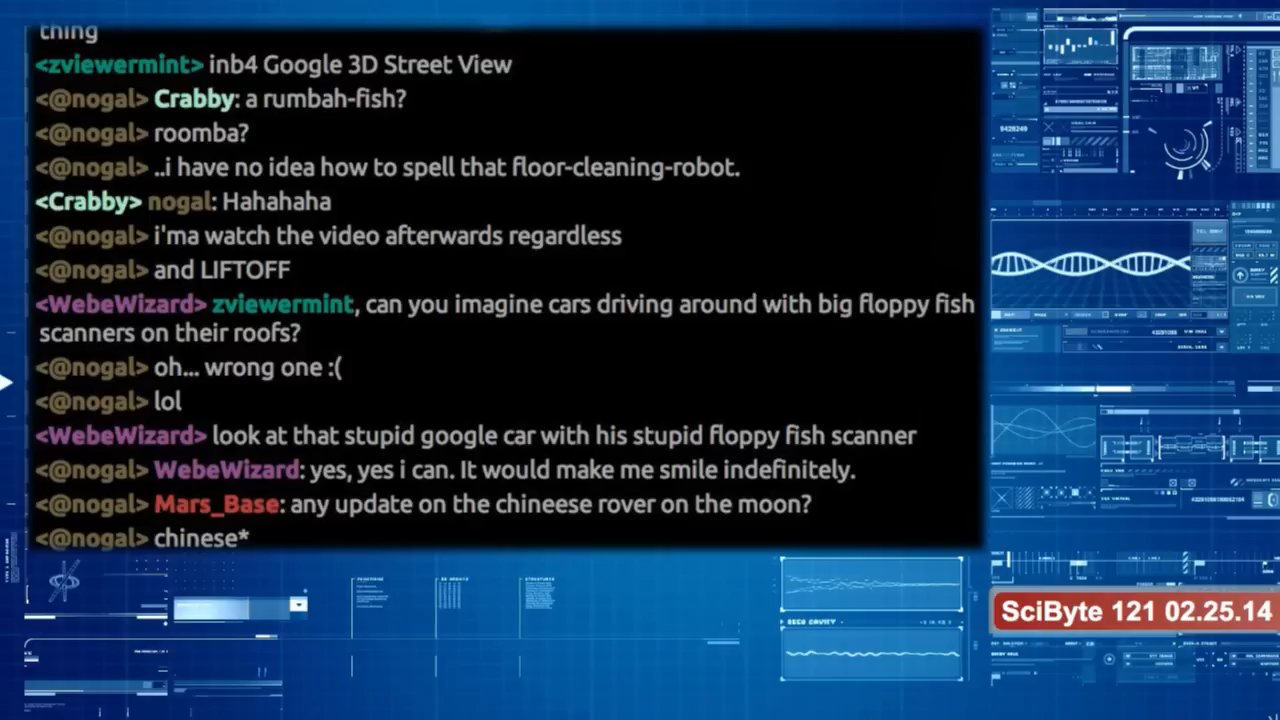 thing
<zviewermint> inb4 Google 3D Street View
<@nogal> Crabby: a rumbah-fish?
<@nogal> roomba?
<@nogal> ..i have no idea how to spell that floor-cleaning-robot.
<Crabby> nogal: Hahahaha
<@nogal> i'ma watch the video afterwards regardless
<@nogal> and LIFTOFF
<WebeWizard> zviewermint, can you imagine cars driving around with big floppy fish
scanners on their roofs?
<@nogal> oh... wrong one :(
<@nogal> lol
<WebeWizard> look at that stupid google car with his stupid floppy fish scanner
<@nogal> WebeWizard: yes, yes i can. It would make me smile indefinitely.
<@nogal> Mars_Base: any update on the chineese rover on the moon?
<@nogal> chinese*
9428249
SciByte 121 02.25.14